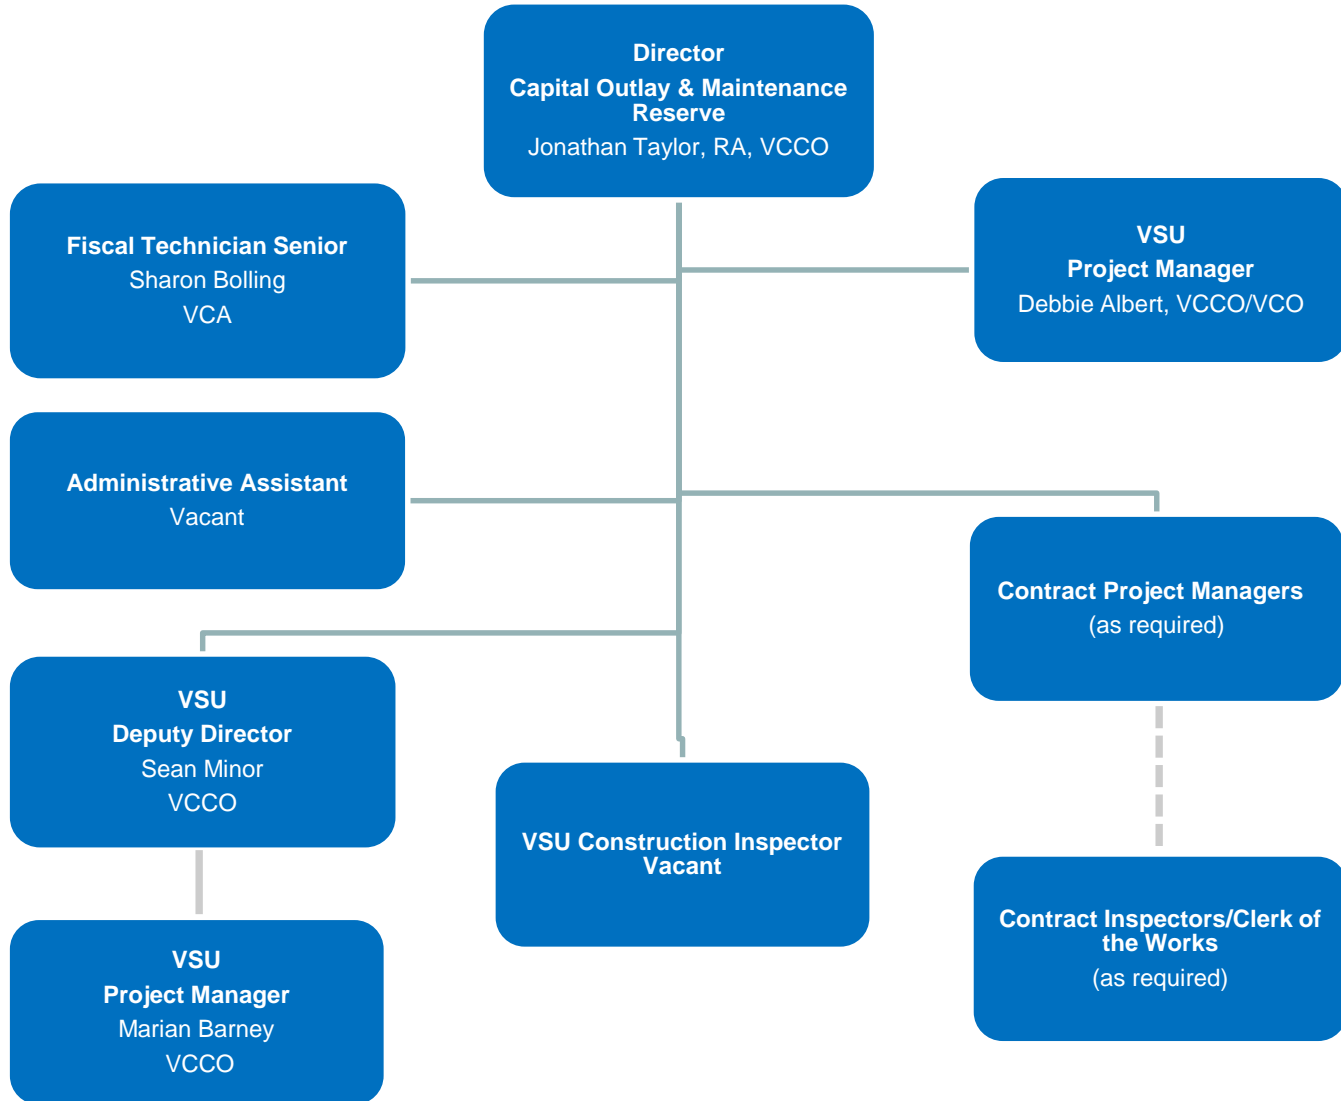 Director
Capital Outlay & Maintenance
Reserve
Jonathan Taylor, RA, VCCO
Fiscal Technician Senior
Sharon Bolling
VCA
VSU
Project Manager
Debbie Albert, VCCO/VCO
Administrative Assistant
Vacant
Contract Project Managers
(as required)
VSU
Deputy Director
Sean Minor
VCCO
VSU Construction Inspector
Vacant
Contract Inspectors/Clerk of
the Works
(as required)
VSU
Project Manager
Marian Barney
VCCO